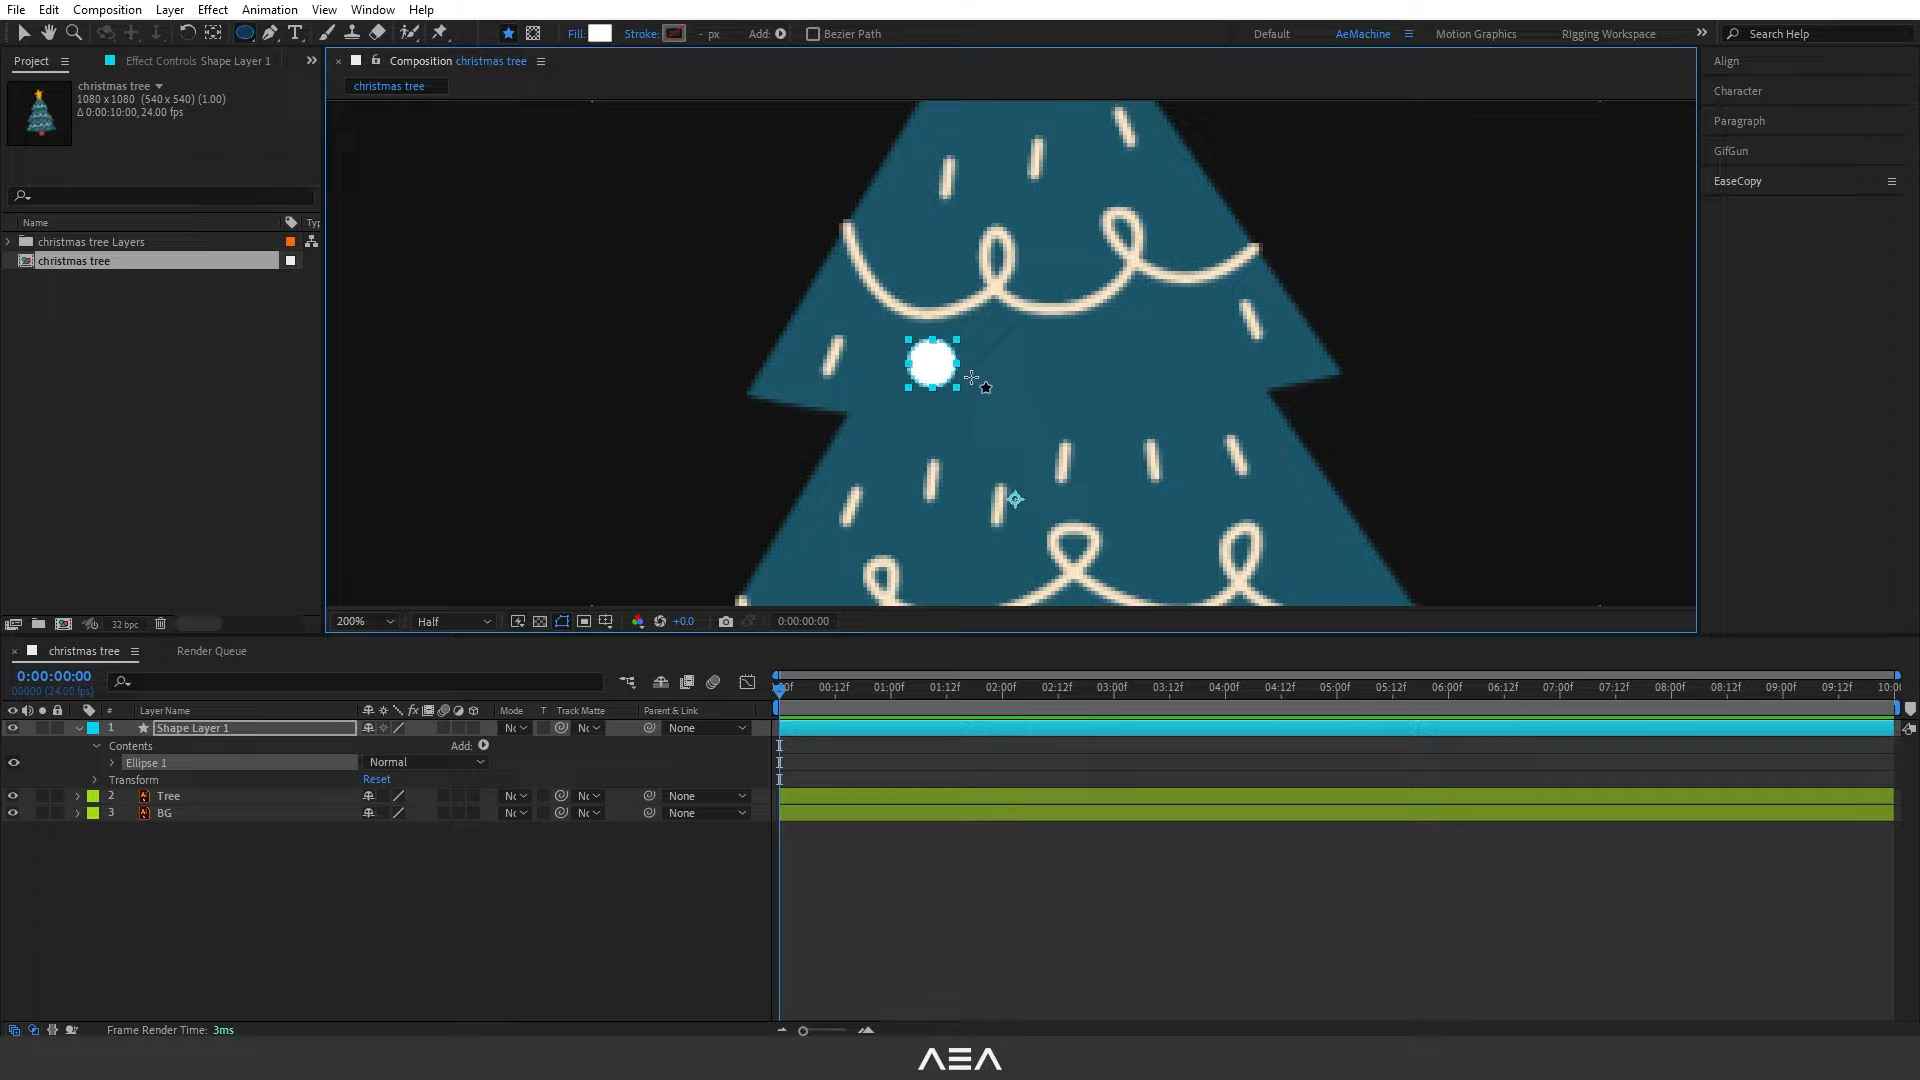 File Edit Composition Layer Effect Animation View Window Help
Fill: Stroke: - px Add: Bezier Path Default AeMachine Motion Graphics Rigging Workspace Search Help
Project Effect Controls Shape Layer 1
Composition christmas tree
christmas tree
christmas tree
1080 x 1080 (540 x 540) (1.00)
Δ 0:00:10:00, 24.00 fps
Name Typ
christmas tree Layers
christmas tree
32 bpc
200% Half +0.0 0:00:00:00
Align
Character
Paragraph
GifGun
EaseCopy
christmas tree Render Queue
0:00:00:00
00000 (24.00 fps)
# Layer Name fx Mode T Track Matte Parent & Link
:00f 00:12f 01:00f 01:12f 02:00f 02:12f 03:00f 03:12f 04:00f 04:12f 05:00f 05:12f 06:00f 06:12f 07:00f 07:12f 08:00f 08:12f 09:00f 09:12f 10:0
1 Shape Layer 1 None
Contents Add:
Ellipse 1 Normal
Transform Reset
2 Tree None
3 BG None
Frame Render Time: 3ms